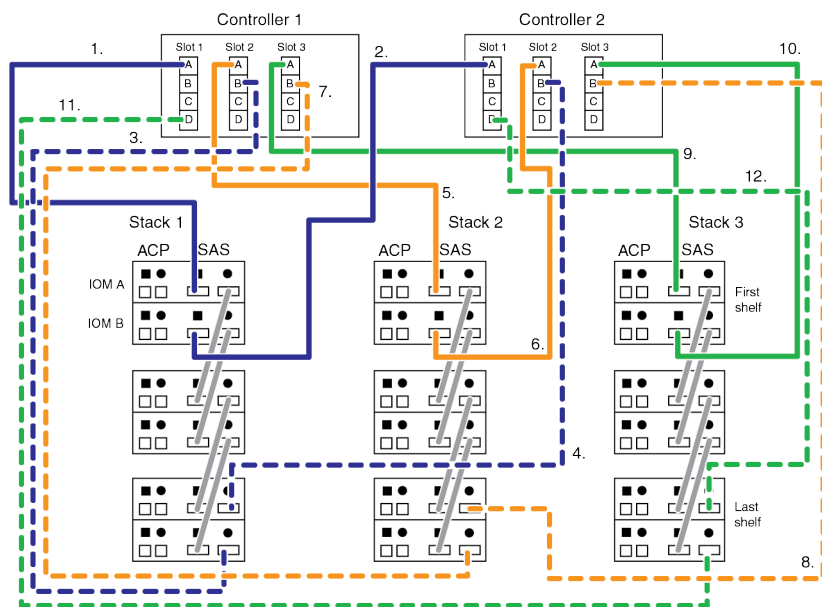 Controller 1
Controller 2
1.
Slot 1
Slot 2
Slot 3
2.
Slot 1
Slot 2
Slot 3
10.
A
A
A
A
A
A
B
B
B
7.
B
B
B
C
C
C
C
C
C
11.
D
D
D
D
D
D
3.
9.
12.
5.
Stack 1
Stack 2
Stack 3
ACP
SAS
ACP
SAS
ACP
SAS
IOM A
First
shelf
IOM B
6.
4.
Last
shelf
8.